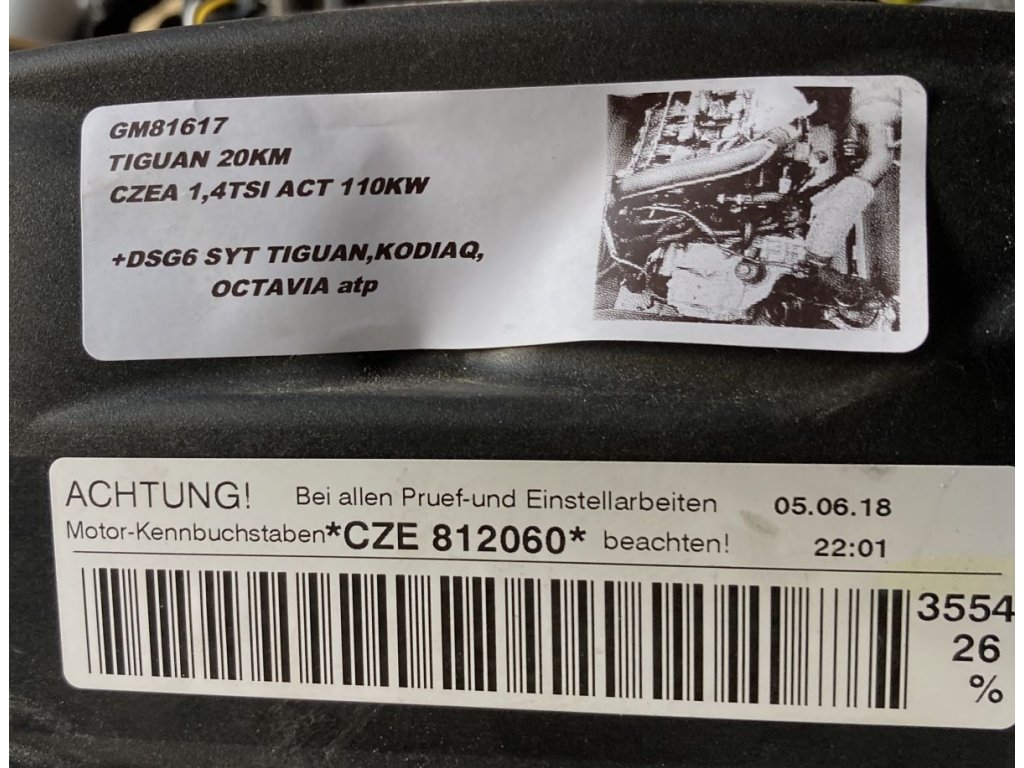 GM81617
TIGUAN 20KM
CZEA 1,4TSI ACT 110KW
+DSG6 SYT TIGUAN,KODIAQ,
OCTAVIA atp
ACHTUNG! Bei allen Pruef-und Einstellarbeiten 05.06.18
Motor-Kennbuchstaben*CZE 812060* beachten! 22:01
3554
26
%